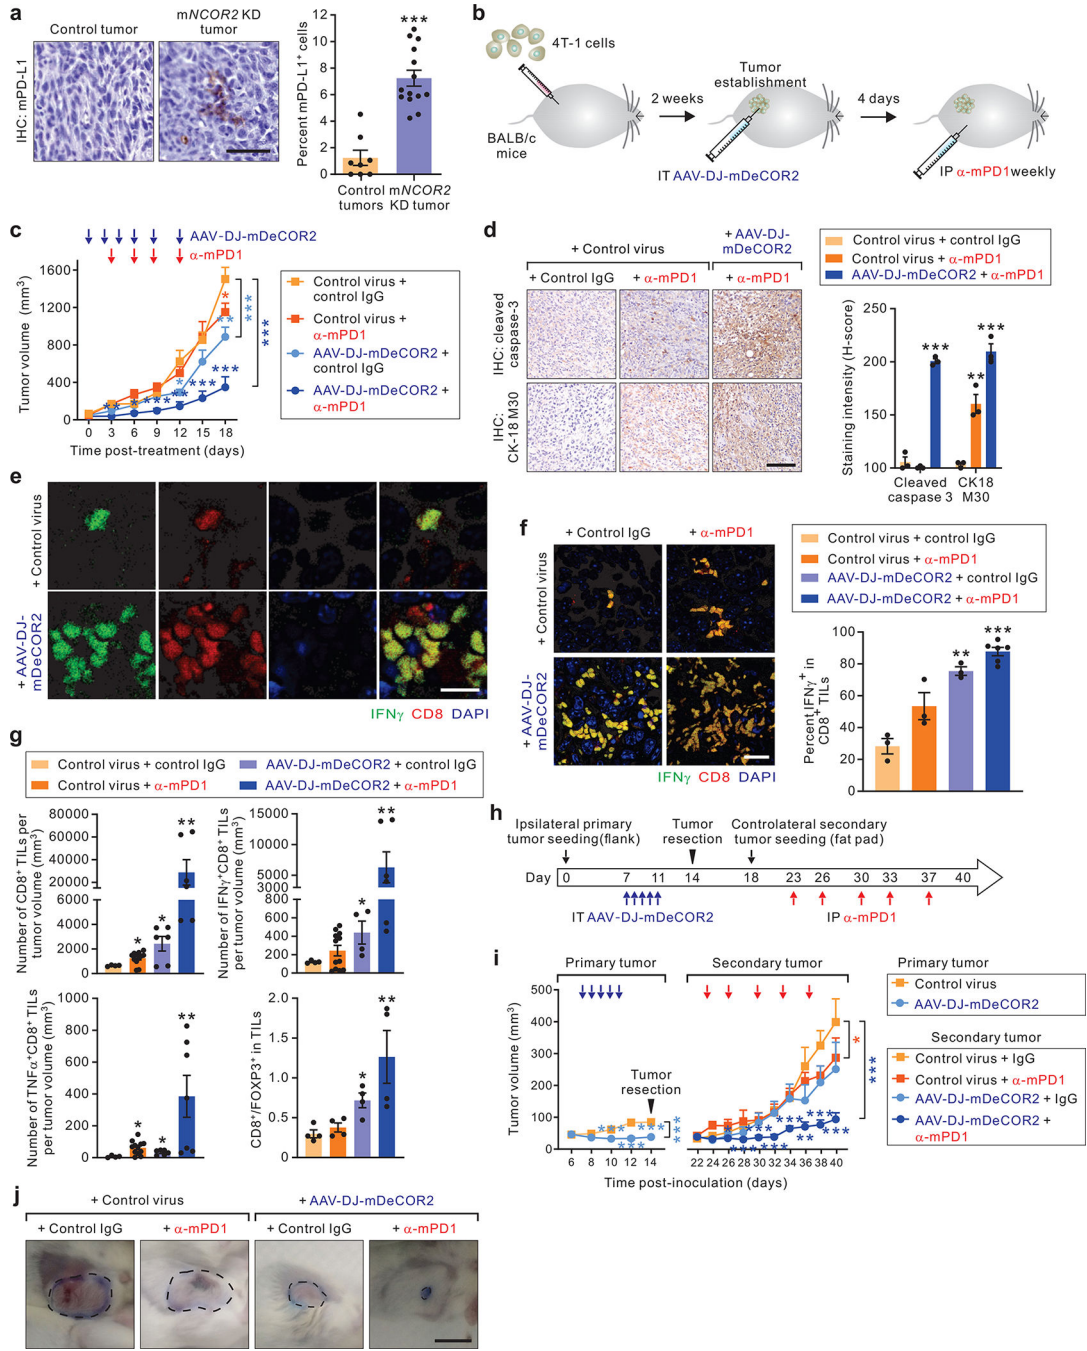 a
Control tumor
mNCOR2 KD
tumor
IHC: mPD-L1
Percent mPD-L1+ cells
12
10
8
6
4
2
0
***
Control
tumors
mNCOR2
KD tumor
b
4T-1 cells
BALB/c
mice
2 weeks
Tumor
establishment
4 days
IT AAV-DJ-mDeCOR2
IP α-mPD1 weekly
c
AAV-DJ-mDeCOR2
α-mPD1
Tumor volume (mm3)
1600
1200
800
400
0
0 3 6 9 12 15 18
Time post-treatment (days)
Control virus +
control IgG
Control virus +
α-mPD1
AAV-DJ-mDeCOR2 +
control IgG
AAV-DJ-mDeCOR2 +
α-mPD1
d
+ Control virus
+ AAV-DJ-
mDeCOR2
+ Control IgG
+ α-mPD1
+ α-mPD1
IHC: cleaved
caspase-3
IHC:
CK-18 M30
Control virus + control IgG
Control virus + α-mPD1
AAV-DJ-mDeCOR2 + α-mPD1
Staining intensity (H-score)
250
200
150
100
***
**
***
Cleaved
caspase 3
CK18
M30
e
+ Control virus
+ AAV-DJ-
mDeCOR2
IFNγ CD8 DAPI
f
+ Control IgG
+ α-mPD1
+ Control virus
+ AAV-DJ-
mDeCOR2
IFNγ CD8 DAPI
Control virus + control IgG
Control virus + α-mPD1
AAV-DJ-mDeCOR2 + control IgG
AAV-DJ-mDeCOR2 + α-mPD1
Percent IFNγ+ in
CD8+ TILs
100
80
60
40
20
0
**
***
g
Control virus + control IgG
Control virus + α-mPD1
AAV-DJ-mDeCOR2 + control IgG
AAV-DJ-mDeCOR2 + α-mPD1
Number of CD8+ TILs per
tumor volume (mm3)
80000
60000
40000
20000
6000
4000
2000
0
*
*
**
Number of IFNγ+CD8+ TILs
per tumor volume (mm3)
15000
12000
9000
6000
3000
800
600
400
200
0
*
**
Number of TNFα+CD8+ TILs
per tumor volume (mm3)
1000
800
600
400
200
0
*
*
**
CD8+/FOXP3+ in TILs
2.0
1.5
1.0
0.5
0
*
**
h
Ipsilateral primary
tumor seeding(flank)
Tumor
resection
Controlateral secondary
tumor seeding (fat pad)
Day 0 7 11 14 18 23 26 30 33 37 40
IT AAV-DJ-mDeCOR2
IP α-mPD1
i
Primary tumor
Secondary tumor
Tumor volume (mm3)
500
400
300
200
100
0
Tumor
resection
6 8 10 12 14
22 24 26 28 30 32 34 36 38 40
Time post-inoculation (days)
Primary tumor
Control virus
AAV-DJ-mDeCOR2
Secondary tumor
Control virus + IgG
Control virus + α-mPD1
AAV-DJ-mDeCOR2 + IgG
AAV-DJ-mDeCOR2 +
α-mPD1
j
+ Control virus
+ AAV-DJ-mDeCOR2
+ Control IgG
+ α-mPD1
+ Control IgG
+ α-mPD1